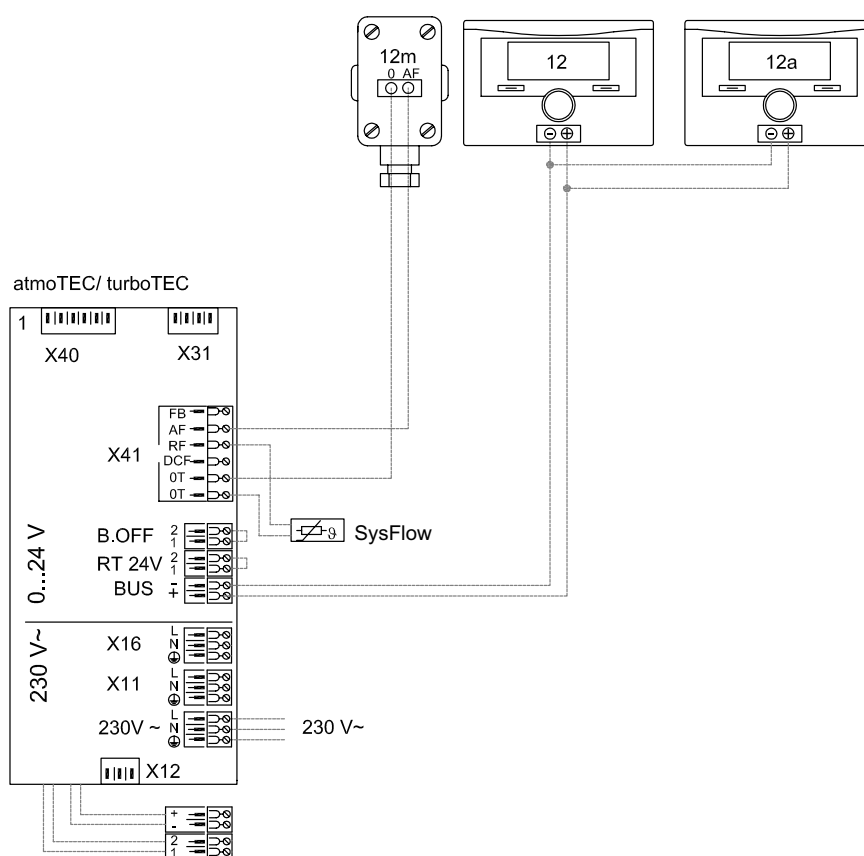 12m
0 AF
12
12a
atmoTEC/ turboTEC
1
X40
X31
X41
FB
AF
RF
DCF
0T
0T
SysFlow
0...24 V
B.OFF
2
1
RT 24V
2
1
BUS
-
+
230 V~
X16
L
N
X11
L
N
230V ~
L
N
230 V~
X12
+
-
2
1